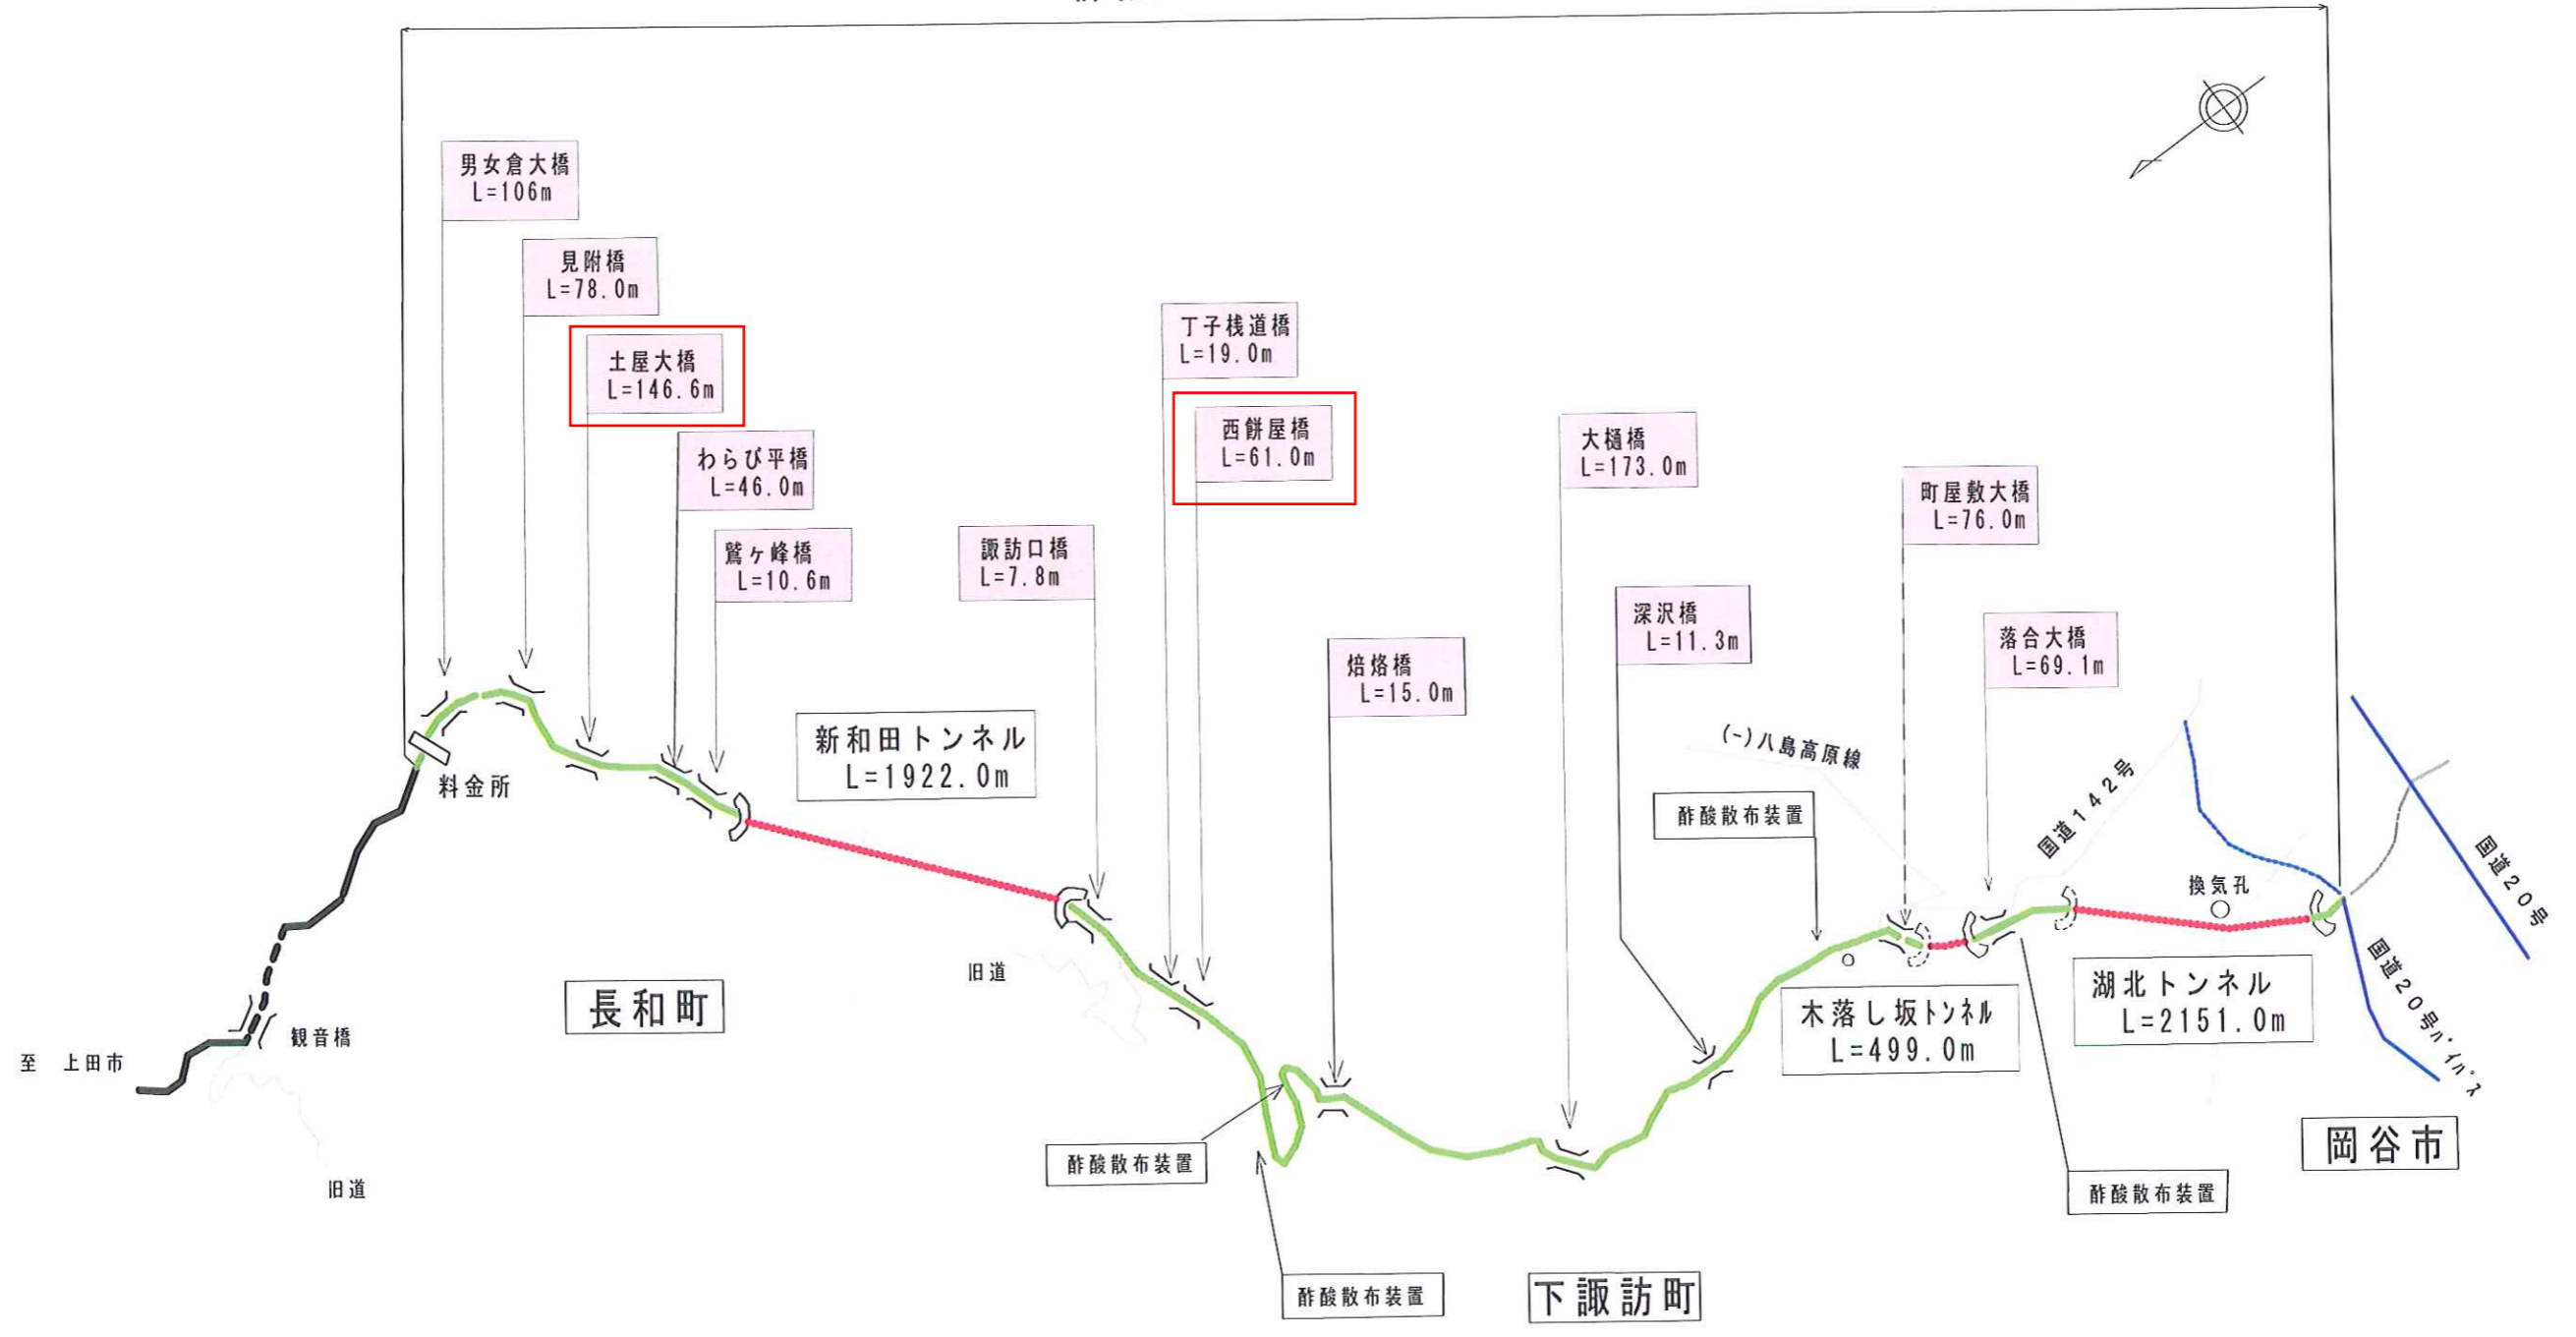 男女倉大橋
L=106m
見附橋
L=78.0m
土屋大橋
L=146.6m
わらび平橋
L=46.0m
鷲ヶ峰橋
L=10.6m
新和田トンネル
L=1922.0m
諏訪口橋
L=7.8m
丁子桟道橋
L=19.0m
西餅屋橋
L=61.0m
焙烙橋
L=15.0m
大樋橋
L=173.0m
深沢橋
L=11.3m
町屋敷大橋
L=76.0m
落合大橋
L=69.1m
(一)八島高原線
酢酸散布装置
国道142号
換気孔
国道20号
国道20号バイパス
料金所
旧道
長和町
観音橋
至 上田市
旧道
木落し坂トンネル
L=499.0m
湖北トンネル
L=2151.0m
酢酸散布装置
酢酸散布装置
酢酸散布装置
岡谷市
下諏訪町